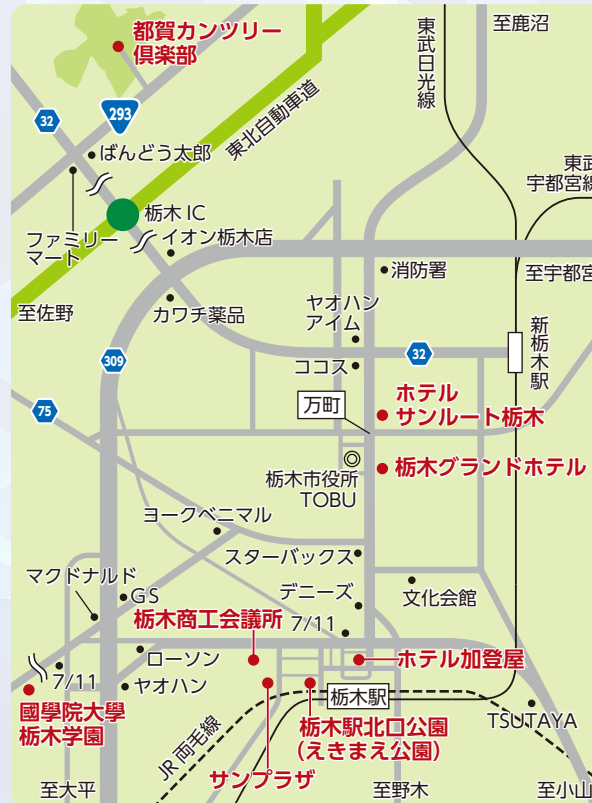 都賀カンツリー
倶楽部
至鹿沼
東武日光線
32
293
東北自動車道
ばんどう太郎
東武
宇都宮線
栃木 IC
ファミリー
マート
イオン栃木店
消防署
至宇都宮
至佐野
カワチ薬品
ヤオハン
アイム
新栃木駅
309
32
ココス
75
万町
ホテル
サンルート栃木
栃木市役所
TOBU
栃木グランドホテル
ヨークベニマル
スターバックス
マクドナルド
GS
デニーズ
文化会館
栃木商工会議所
7/11
ローソン
ホテル加登屋
7/11
ヤオハン
國學院大學
栃木学園
栃木駅
TSUTAYA
JR両毛線
栃木駅北口公園
(えきまえ公園)
サンプラザ
至大平
至野木
至小山